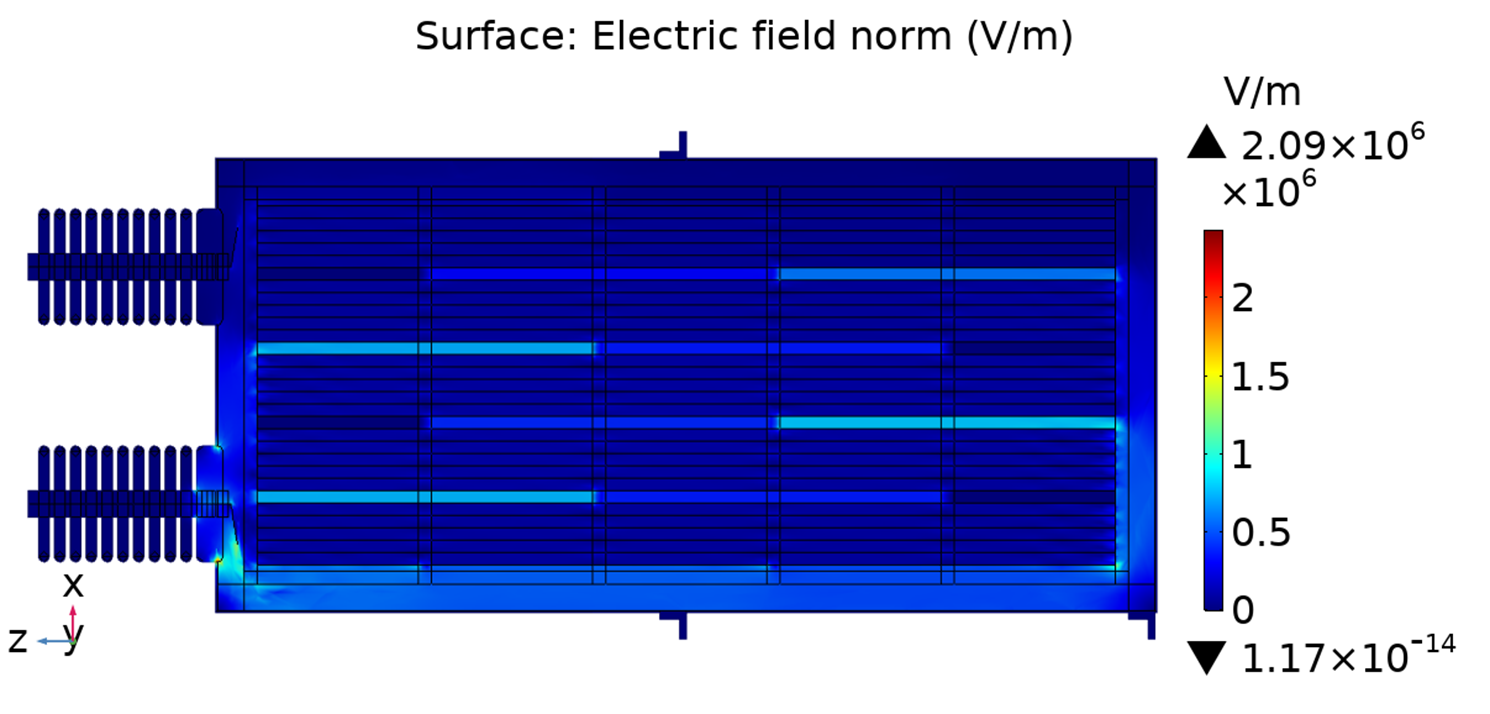 Surface: Electric field norm (V/m)
V/m
▲ 2.09×10⁶
×10⁶
2
1.5
1
0.5
0
▼ 1.17×10⁻¹⁴
x
z
y